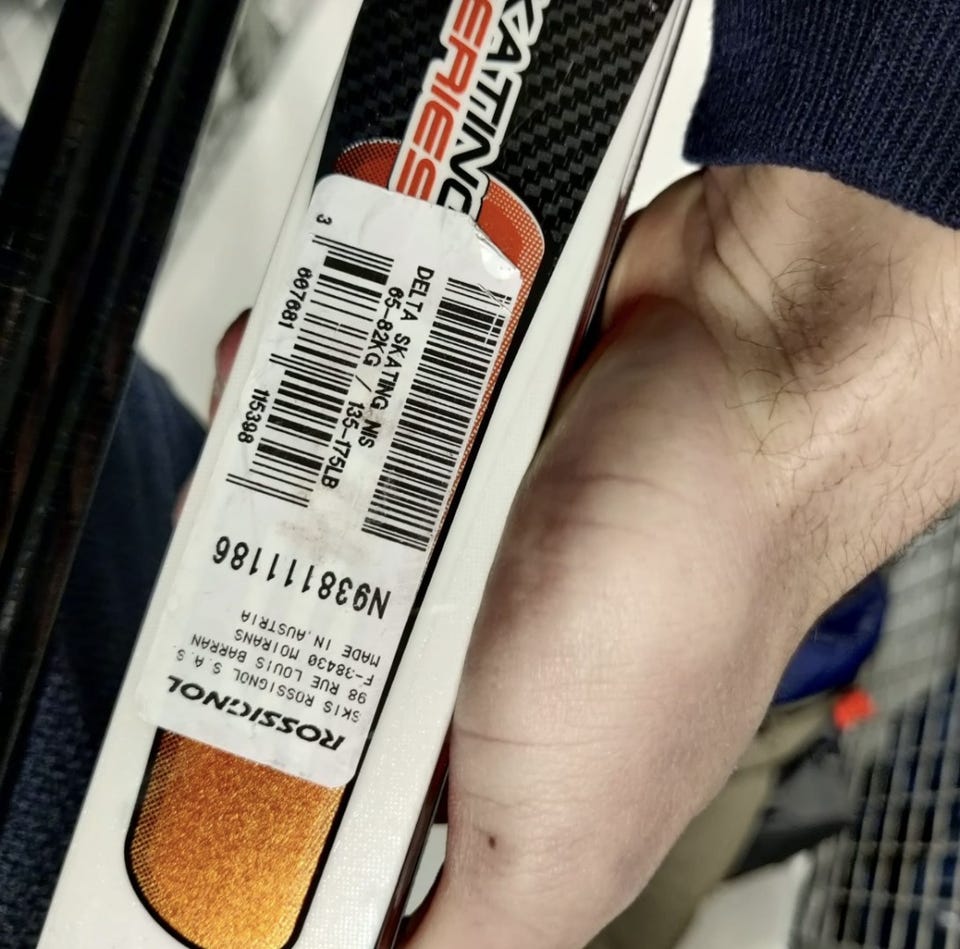 SKATING
SERIES
DELTA SKATING NIS
65-82KG / 135-175LB
3 607681 115398
N938111186
ROSSIGNOL
SKIS ROSSIGNOL S.A.S.
98 RUE LOUIS BARRAN
F-38430 MOIRANS
MADE IN AUSTRIA